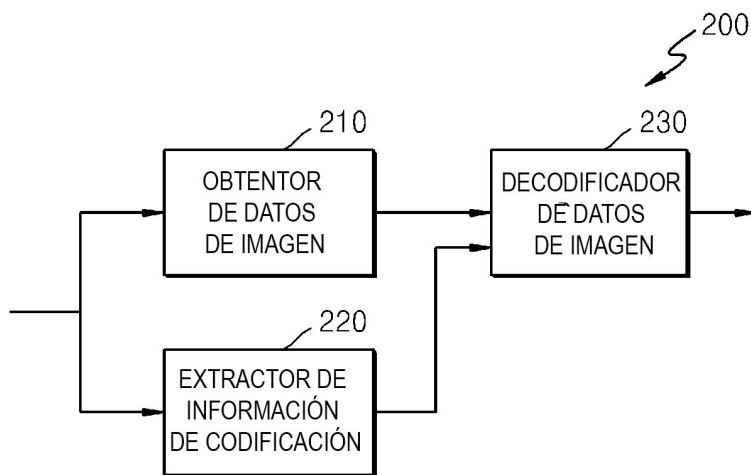 200
210
230
OBTENTOR
DE DATOS
DE IMAGEN
DECODIFICADOR
DE DATOS
DE IMAGEN
220
EXTRACTOR DE
INFORMACIÓN
DE CODIFICACIÓN